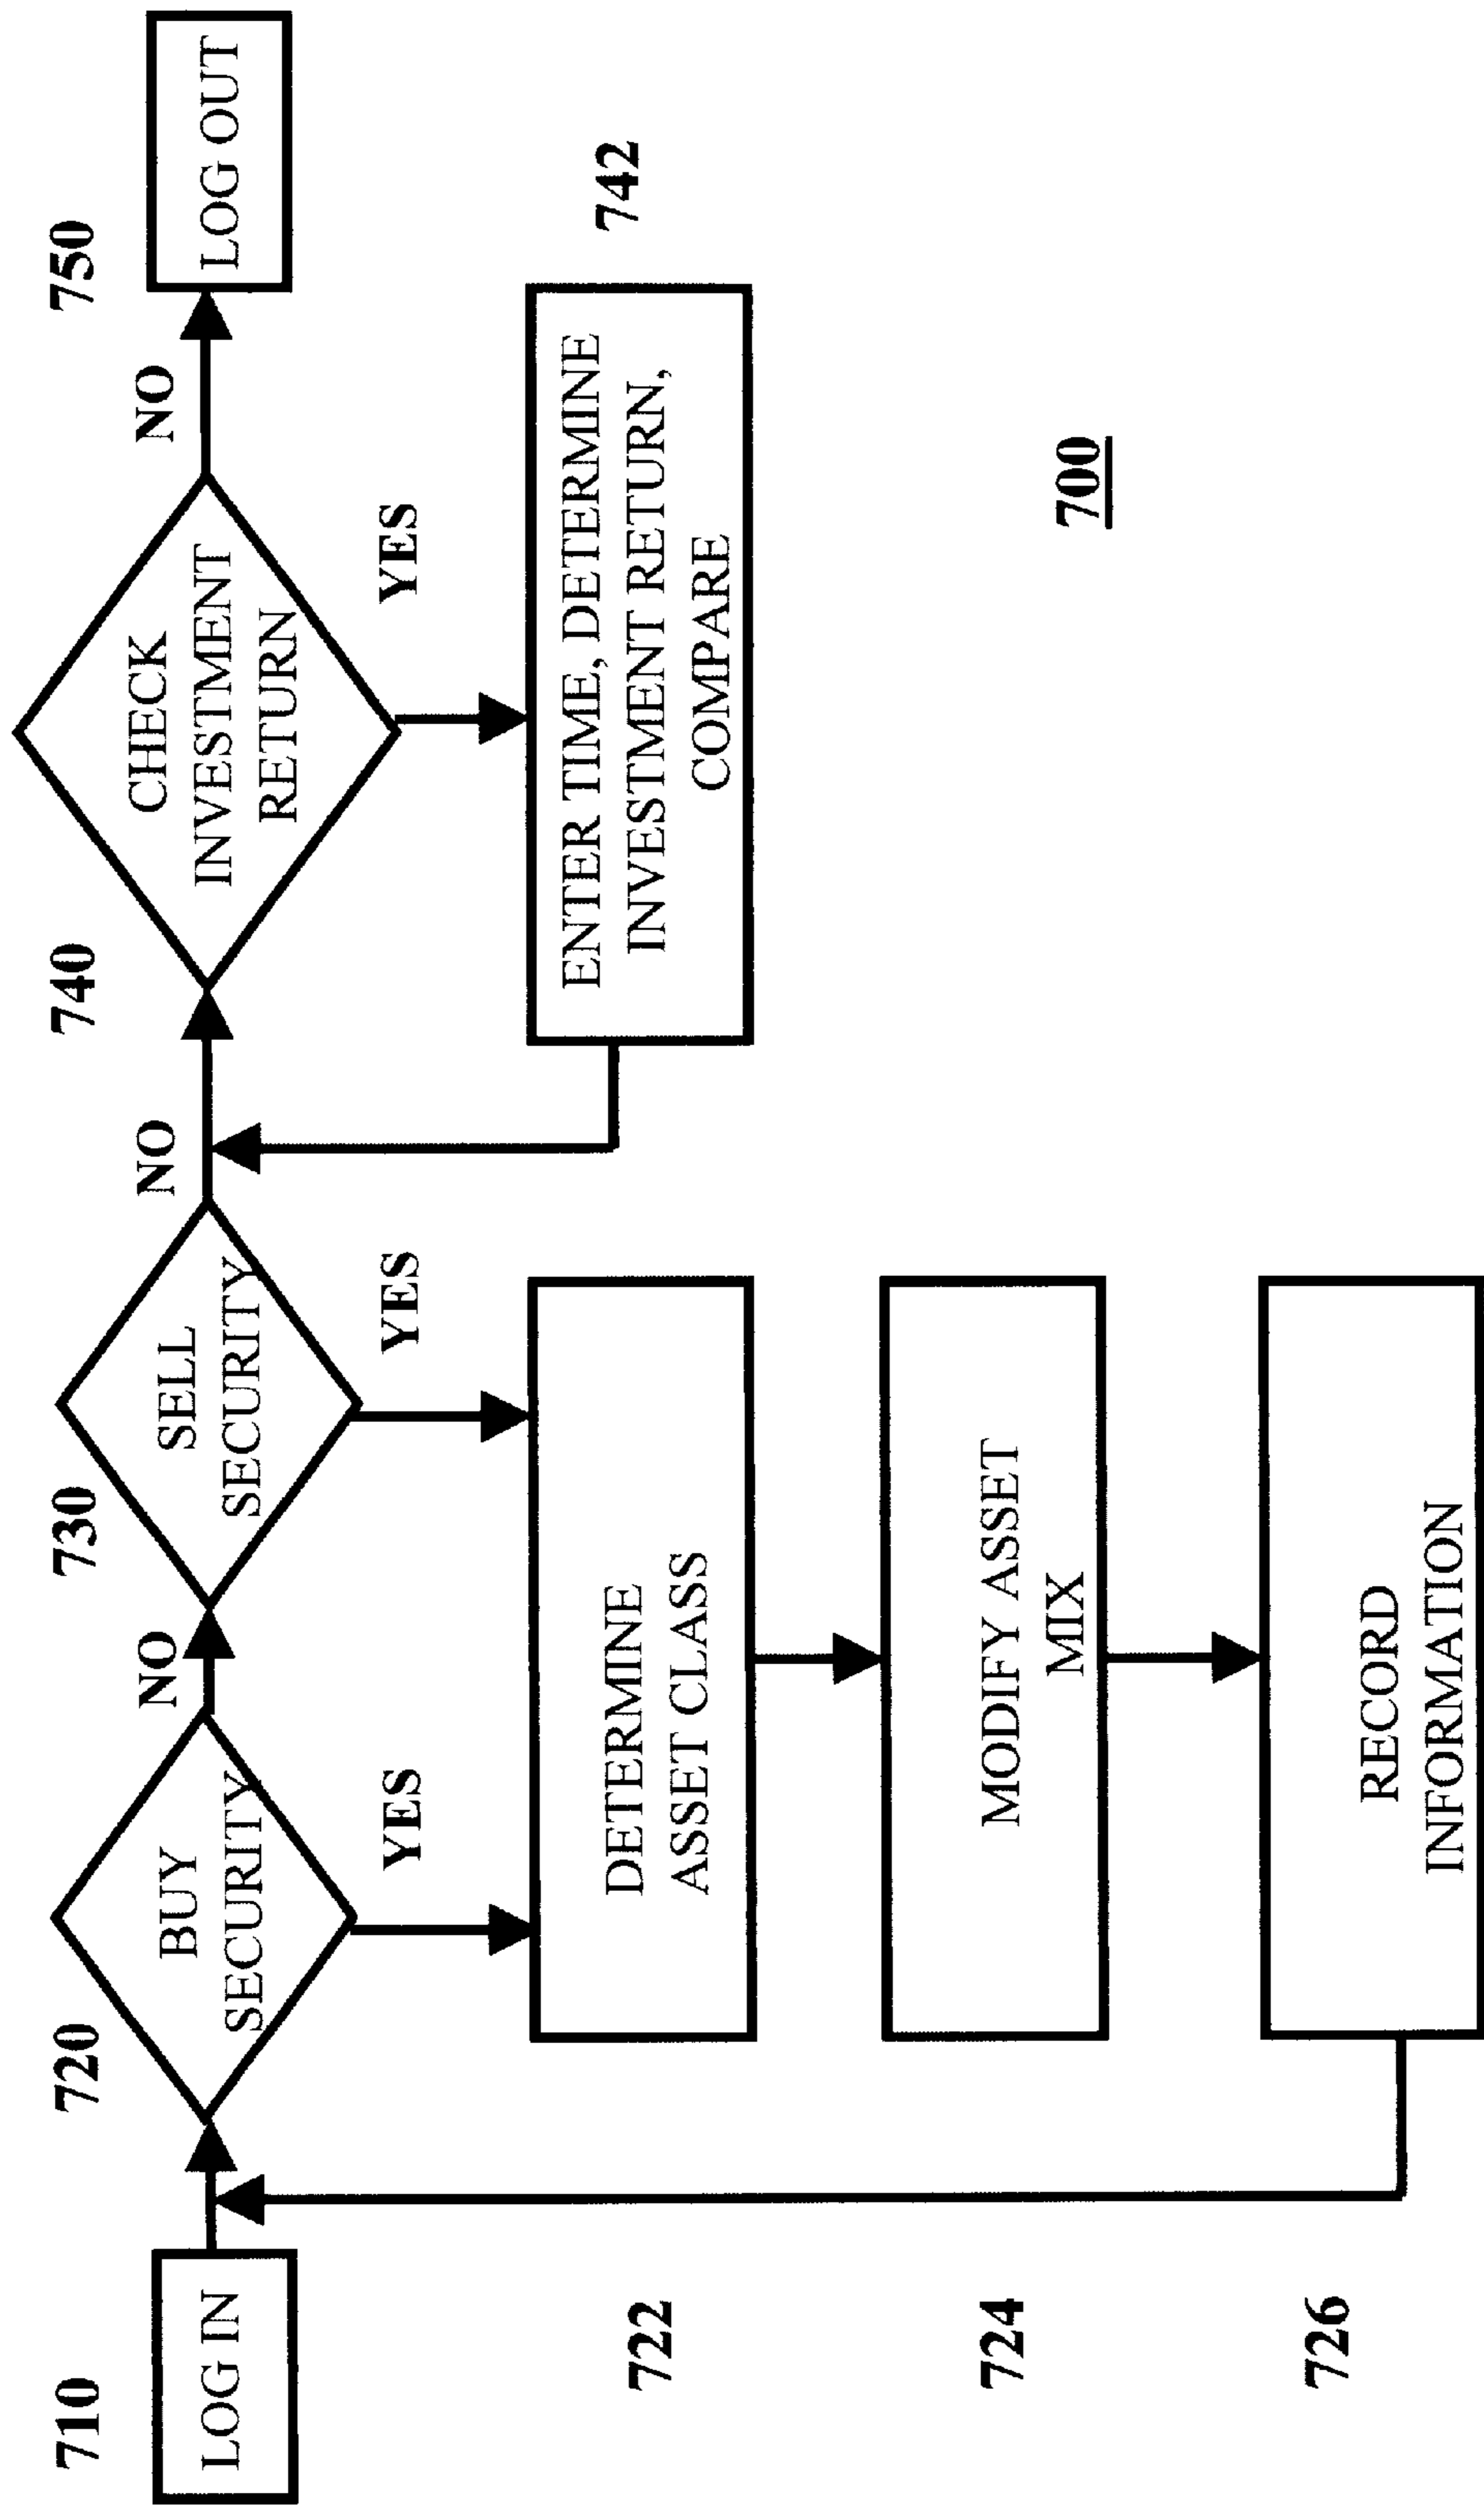 710
LOG IN
720
BUY
SECURITY
NO
YES
730
SELL
SECURITY
NO
YES
740
CHECK
INVESTMENT
RETURN
NO
YES
750
LOG OUT
722
DETERMINE
ASSET CLASS
742
ENTER TIME, DETERMINE
INVESTMENT RETURN,
COMPARE
724
MODIFY ASSET
MIX
726
RECORD
INFORMATION
700